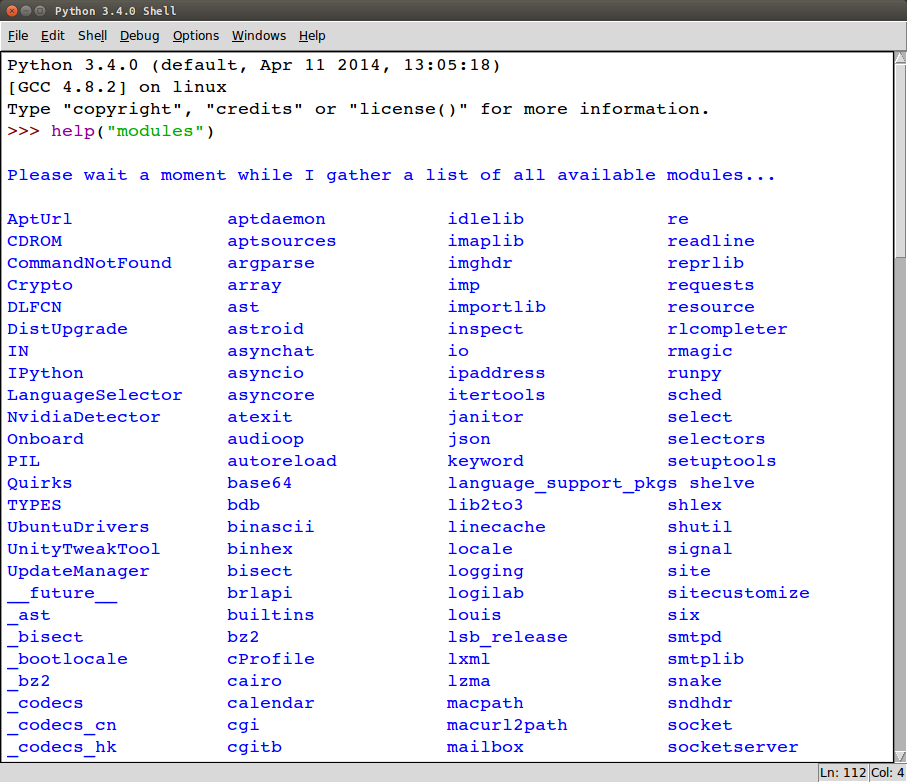 Python 3.4.0 Shell
File Edit Shell Debug Options Windows Help
Python 3.4.0 (default, Apr 11 2014, 13:05:18)
[GCC 4.8.2] on linux
Type "copyright", "credits" or "license()" for more information.
>>> help("modules")
Please wait a moment while I gather a list of all available modules...
AptUrl aptdaemon idlelib re
CDROM aptsources imaplib readline
CommandNotFound argparse imghdr reprlib
Crypto array imp requests
DLFCN ast importlib resource
DistUpgrade astroid inspect rlcompleter
IN asynchat io rmagic
IPython asyncio ipaddress runpy
LanguageSelector asyncore itertools sched
NvidiaDetector atexit janitor select
Onboard audioop json selectors
PIL autoreload keyword setuptools
Quirks base64 language_support_pkgs shelve
TYPES bdb lib2to3 shlex
UbuntuDrivers binascii linecache shutil
UnityTweakTool binhex locale signal
UpdateManager bisect logging site
__future__ brlapi logilab sitecustomize
_ast builtins louis six
_bisect bz2 lsb_release smtpd
_bootlocale cProfile lxml smtplib
_bz2 cairo lzma snake
_codecs calendar macpath sndhdr
_codecs_cn cgi macurl2path socket
_codecs_hk cgitb mailbox socketserver
Ln: 112 Col: 4